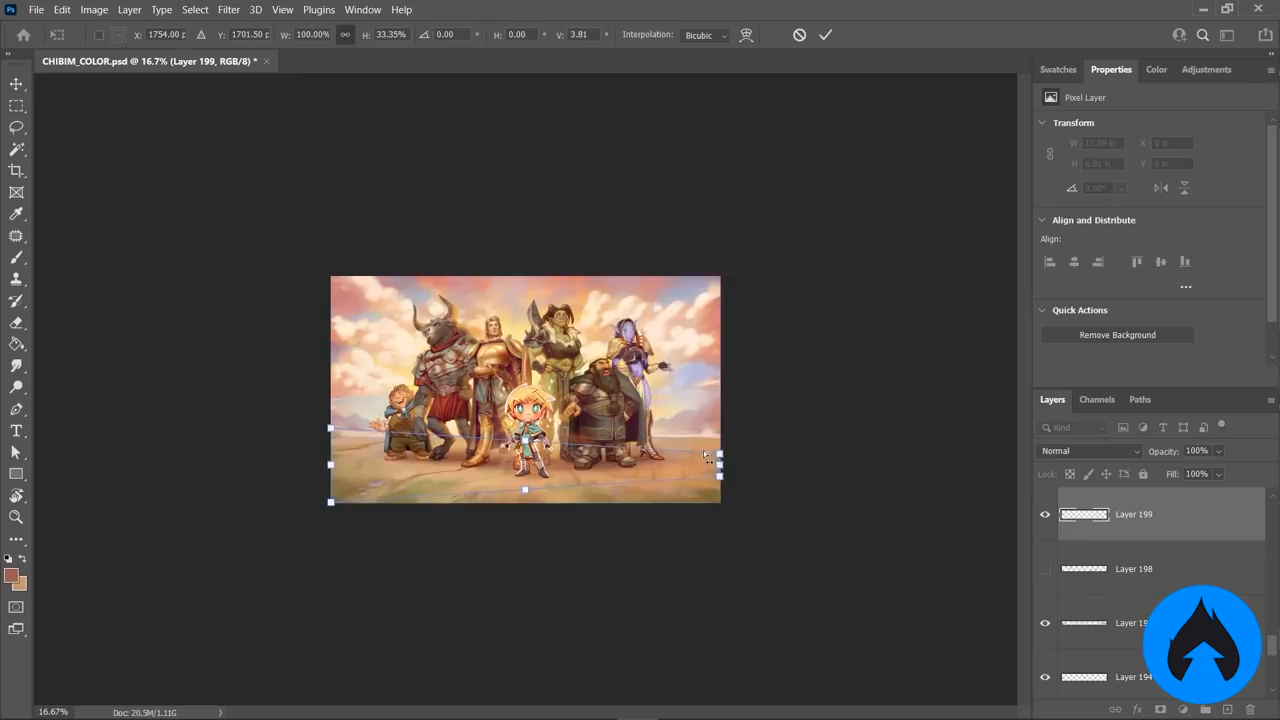 Ps File Edit Image Layer Type Select Filter 3D View Plugins Window Help
X: 1754.00 p Y: 1701.50 p W: 100.00% H: 33.35% 0.00 ° H: 0.00 ° V: 3.81 ° Interpolation: Bicubic
CHIBIM_COLOR.psd @ 16.7% (Layer 199, RGB/8) * ×
Swatches Properties Color Adjustments
Pixel Layer
Transform
W 11.69 in X 0 in
H 6.81 in Y 0 in
0.00°
Align and Distribute
Align:
Quick Actions
Remove Background
Layers Channels Paths
Kind
Normal Opacity: 100%
Lock: Fill: 100%
Layer 199
Layer 198
Layer 194
16.67% Doc: 20.5M/1.11G